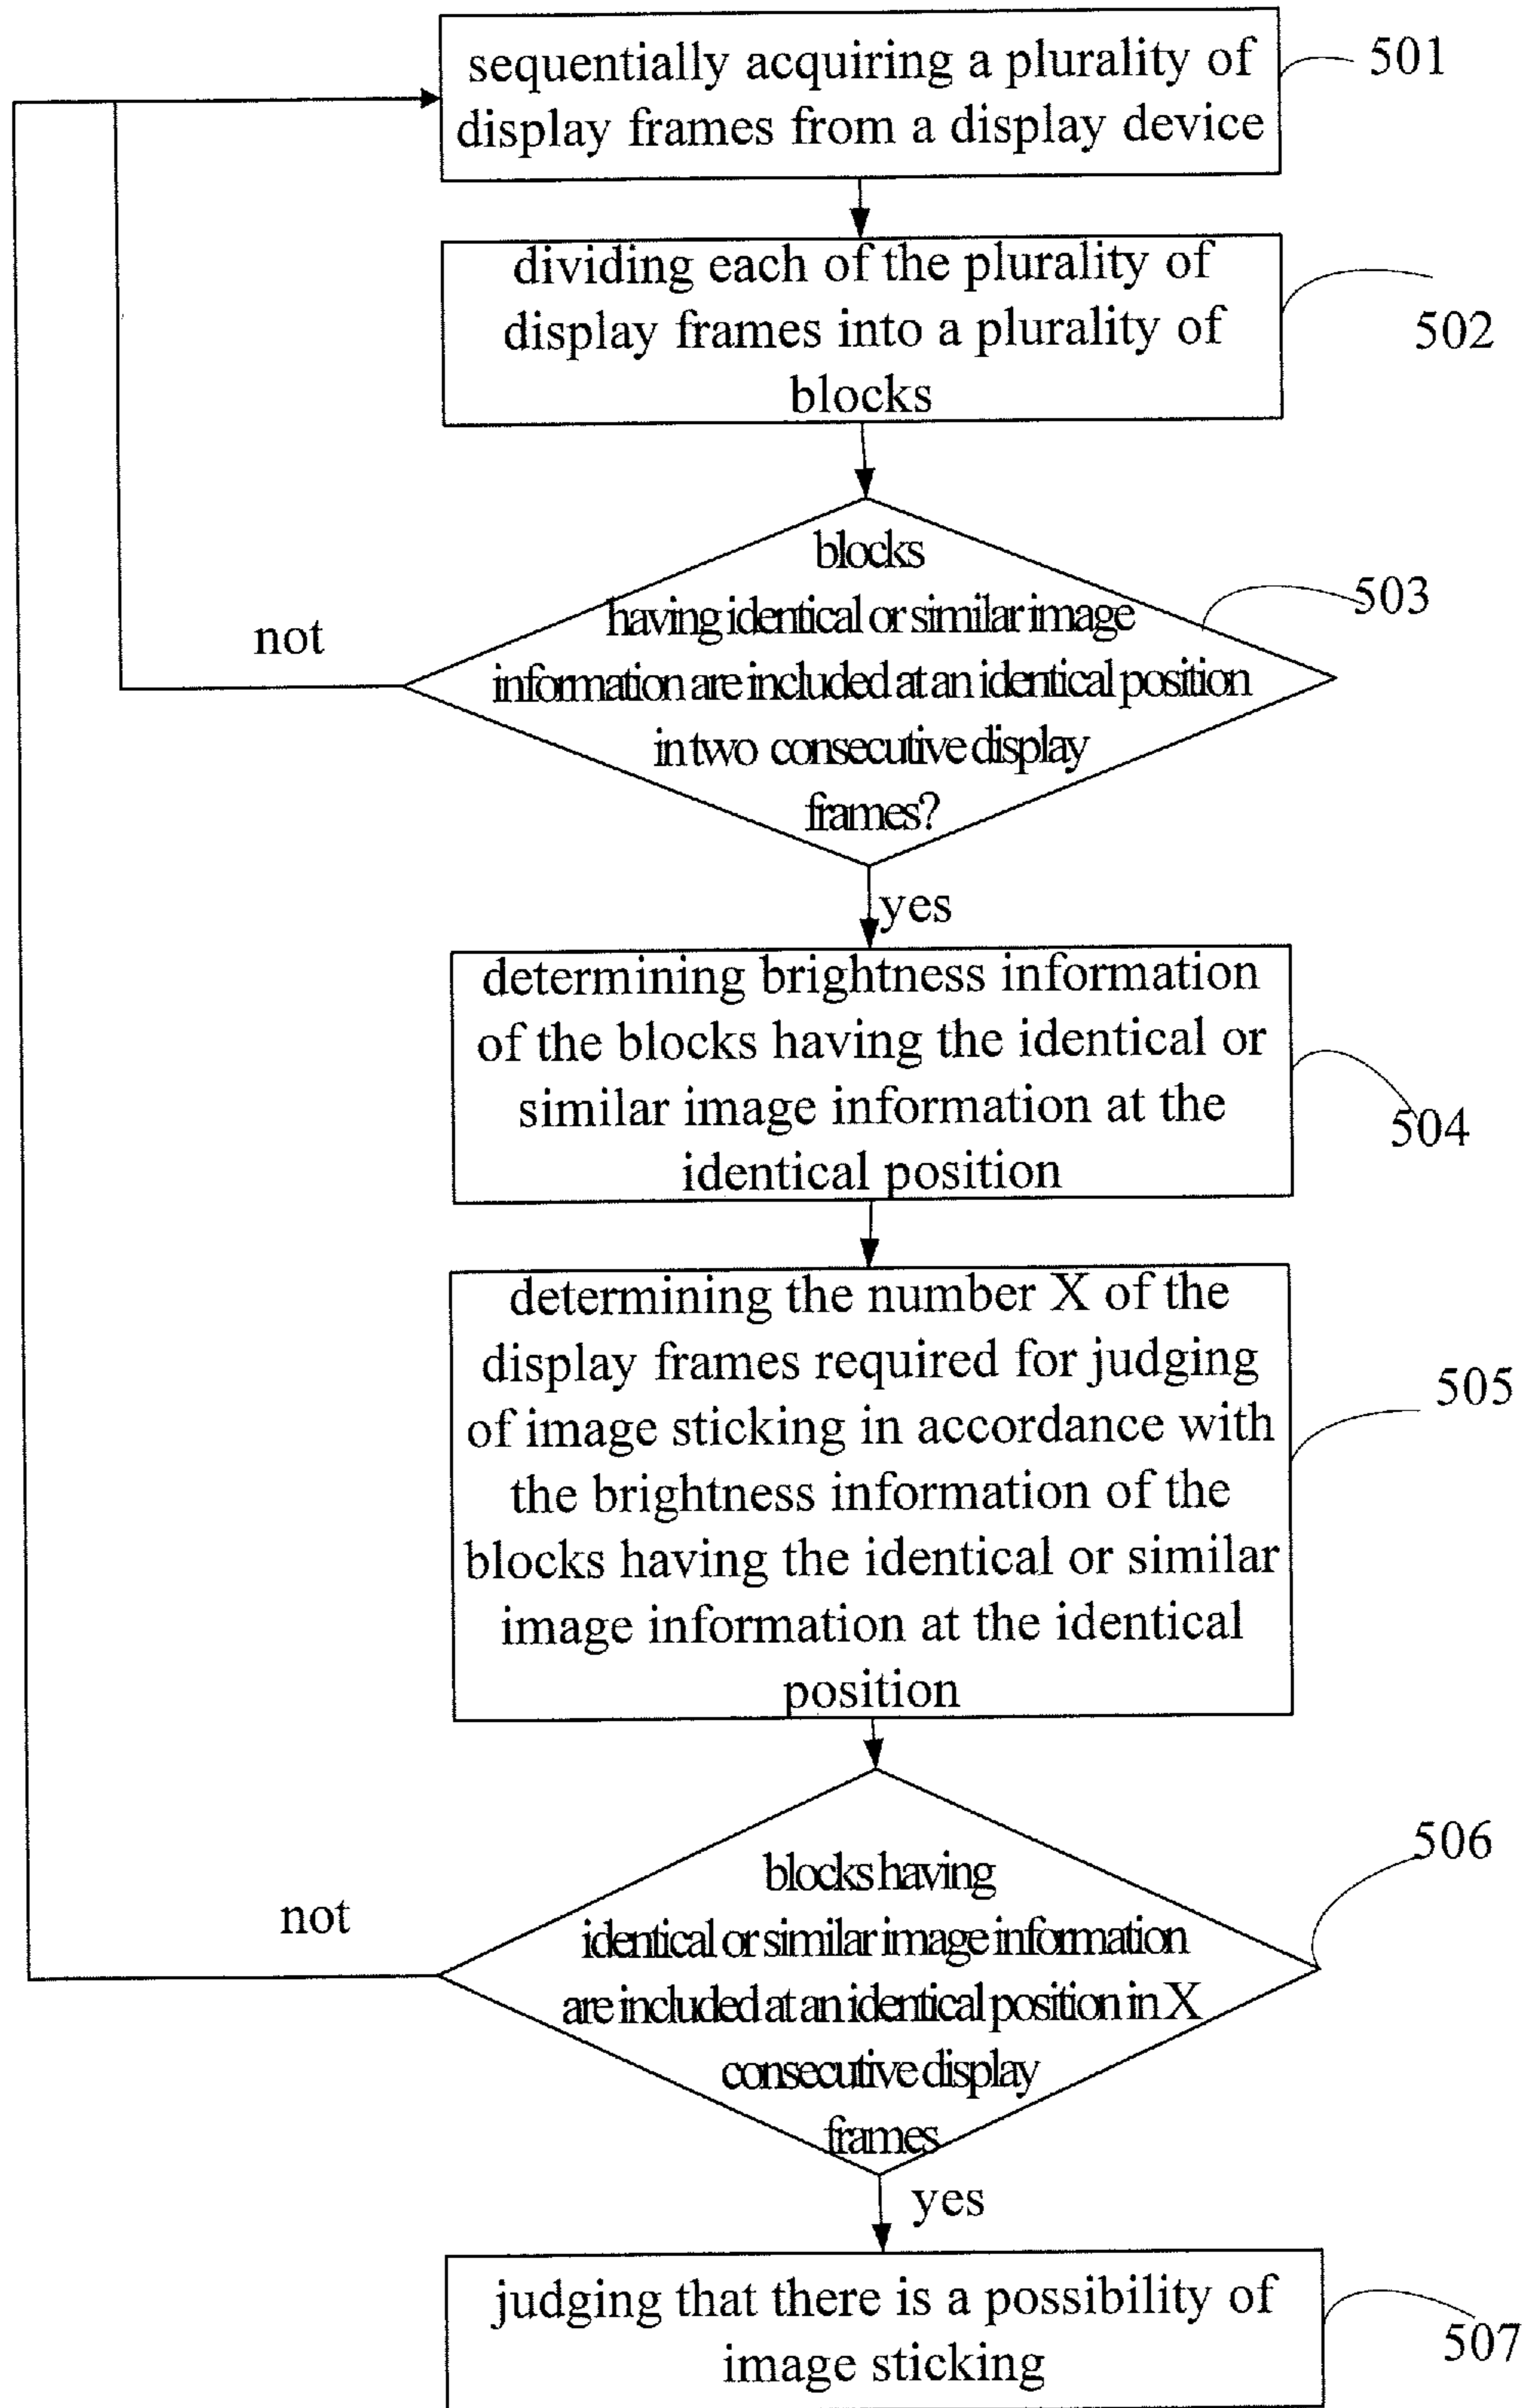 sequentially acquiring a plurality of
display frames from a display device
501
dividing each of the plurality of
display frames into a plurality of
blocks
502
blocks
having identical or similar image
information are included at an identical position
in two consecutive display
frames?
503
not
yes
determining brightness information
of the blocks having the identical or
similar image information at the
identical position
504
determining the number X of the
display frames required for judging
of image sticking in accordance with
the brightness information of the
blocks having the identical or similar
image information at the identical
position
505
blocks having
identical or similar image information
are included at an identical position in X
consecutive display
frames
506
not
yes
judging that there is a possibility of
image sticking
507